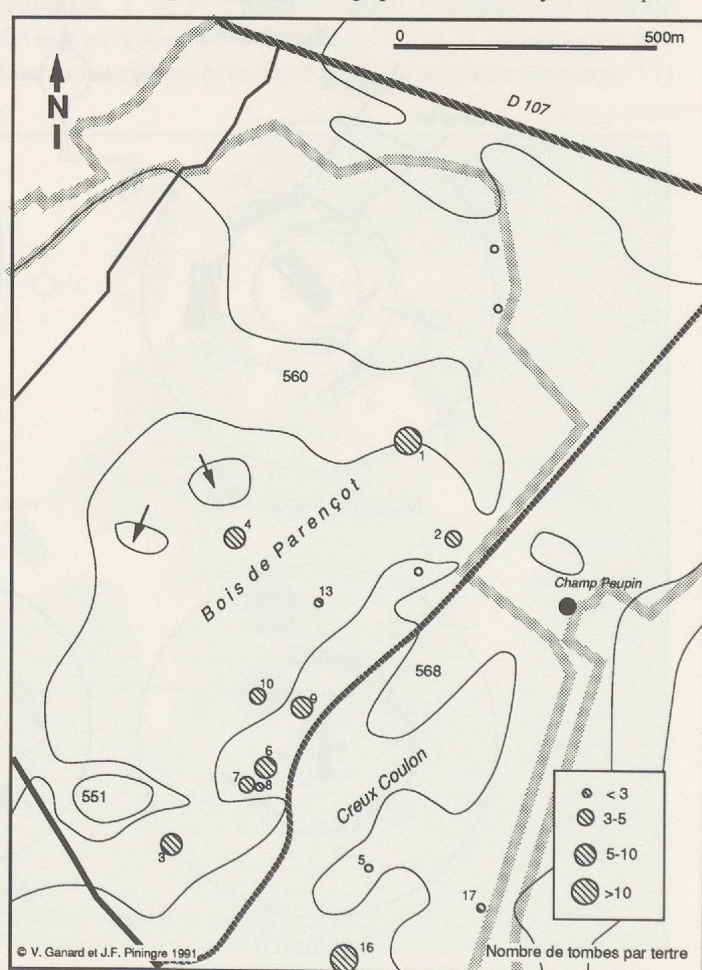 0 500m
N
D 107
560
1
4
2
Bois de Parençot
Champ Peupin
13
568
10
9
6
7
8
551
Creux Coulon
3
5
17
16
< 3
3-5
5-10
>10
© V. Ganard et J.F. Piningre 1991
Nombre de tombes par tertre